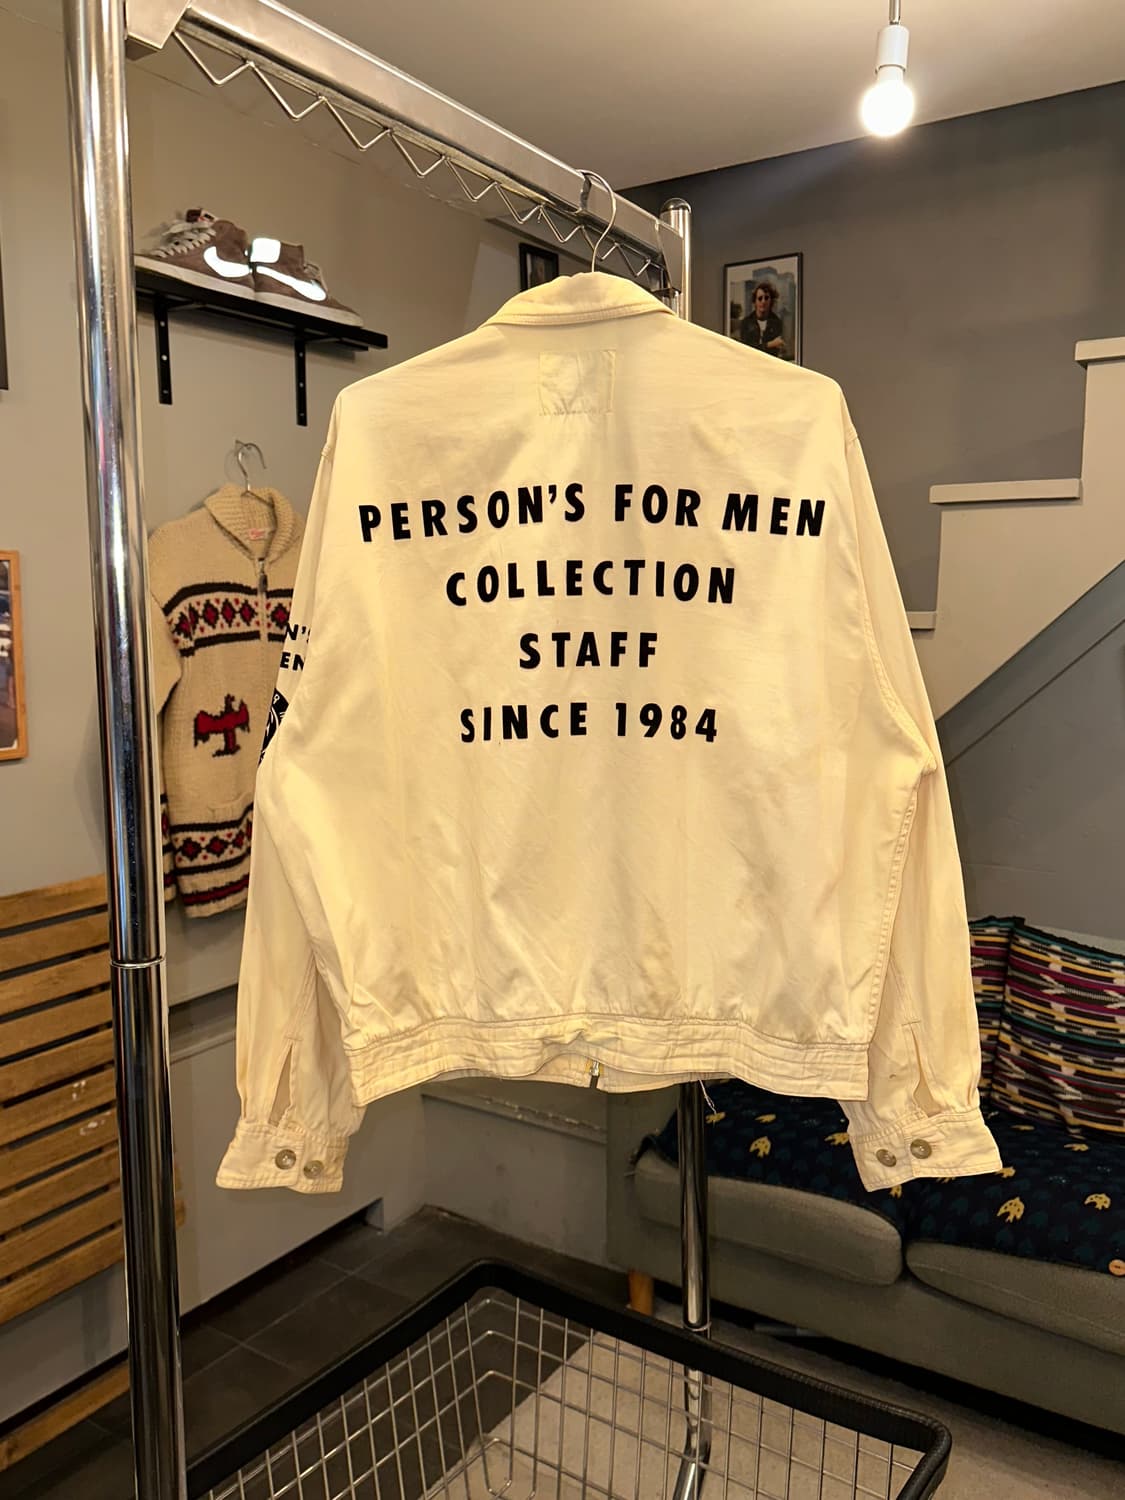 PERSON'S FOR MEN
COLLECTION
STAFF
SINCE 1984